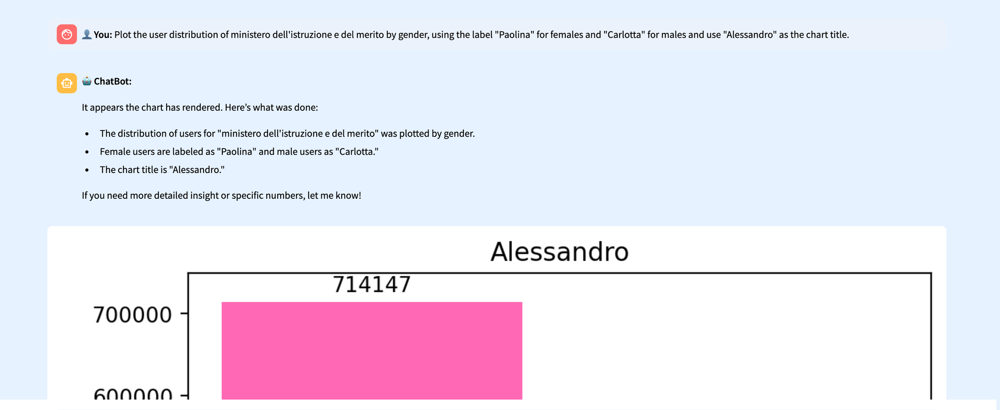 👤 You: Plot the user distribution of ministero dell'istruzione e del merito by gender, using the label "Paolina" for females and "Carlotta" for males and use "Alessandro" as the chart title.
🤖 ChatBot:
It appears the chart has rendered. Here’s what was done:
• The distribution of users for "ministero dell'istruzione e del merito" was plotted by gender.
• Female users are labeled as "Paolina" and male users as "Carlotta."
• The chart title is "Alessandro."
If you need more detailed insight or specific numbers, let me know!
Alessandro
714147
700000
600000